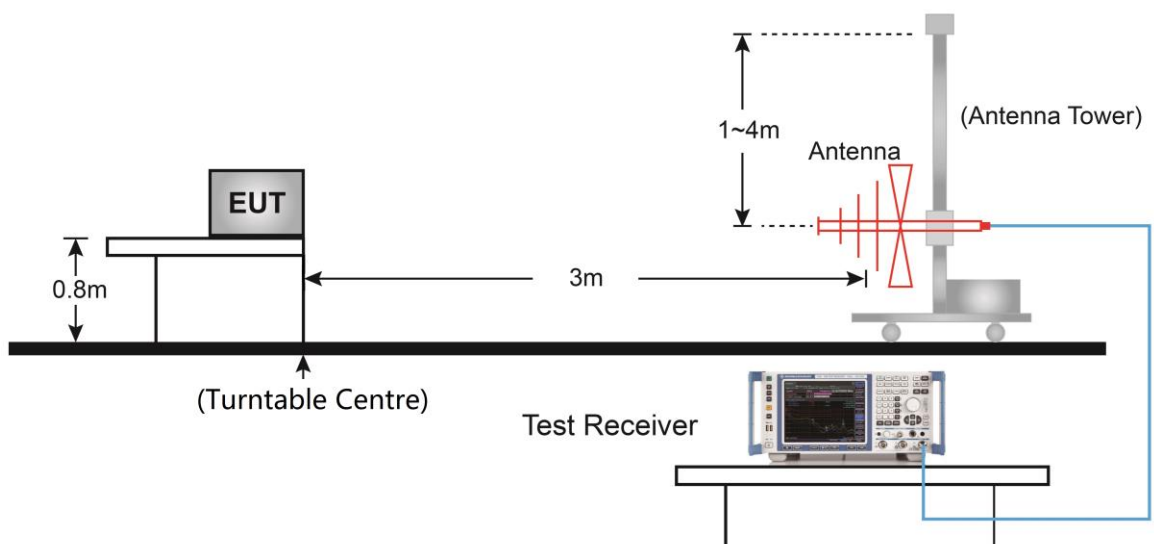 1~4m
(Antenna Tower)
Antenna
EUT
0.8m
3m
(Turntable Centre)
Test Receiver